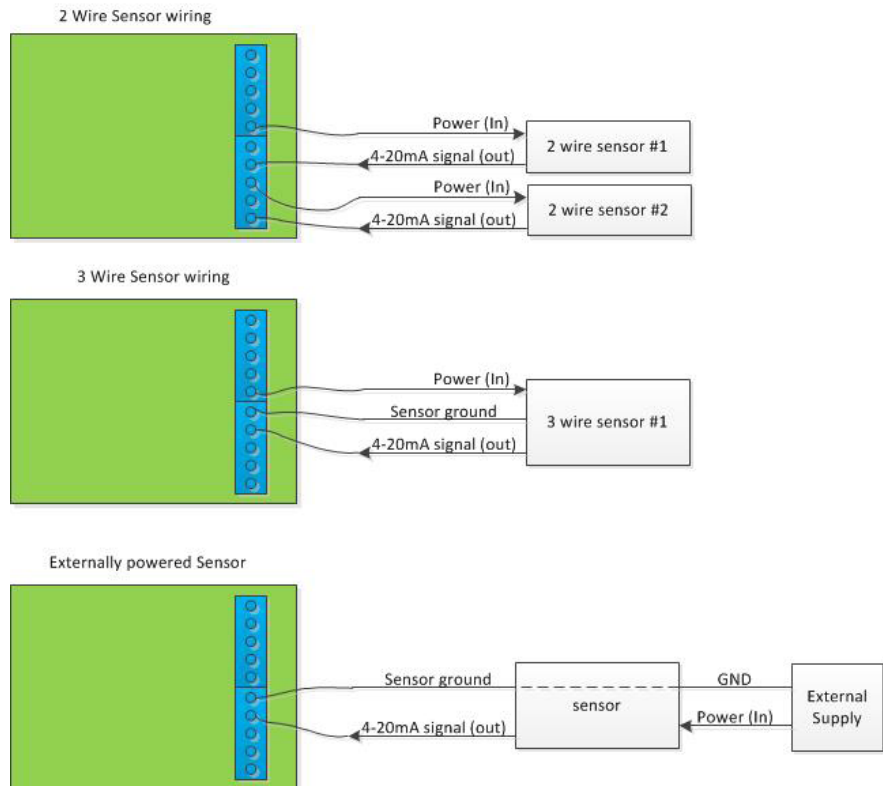 2 Wire Sensor wiring
Power (In)
4-20mA signal (out)
2 wire sensor #1
Power (In)
4-20mA signal (out)
2 wire sensor #2
3 Wire Sensor wiring
Power (In)
Sensor ground
4-20mA signal (out)
3 wire sensor #1
Externally powered Sensor
Sensor ground
4-20mA signal (out)
sensor
GND
Power (In)
External
Supply